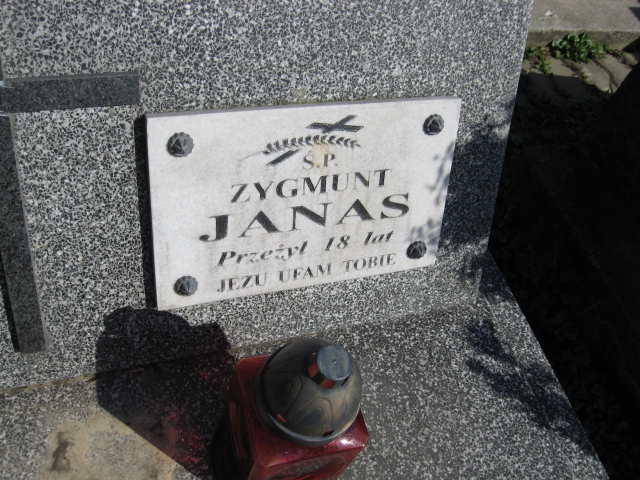 Ś.P.
ZYGMUNT
JANAS
Przeżył 18 lat
JEZU UFAM TOBIE